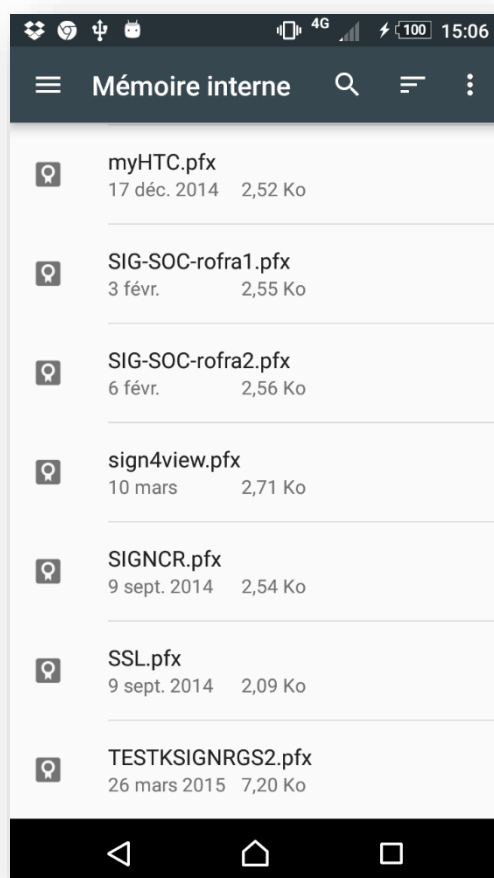 4G 100 15:06
Mémoire interne
myHTC.pfx
17 déc. 2014 2,52 Ko
SIG-SOC-rofra1.pfx
3 févr. 2,55 Ko
SIG-SOC-rofra2.pfx
6 févr. 2,56 Ko
sign4view.pfx
10 mars 2,71 Ko
SIGNCR.pfx
9 sept. 2014 2,54 Ko
SSL.pfx
9 sept. 2014 2,09 Ko
TESTKSIGNRGS2.pfx
26 mars 2015 7,20 Ko